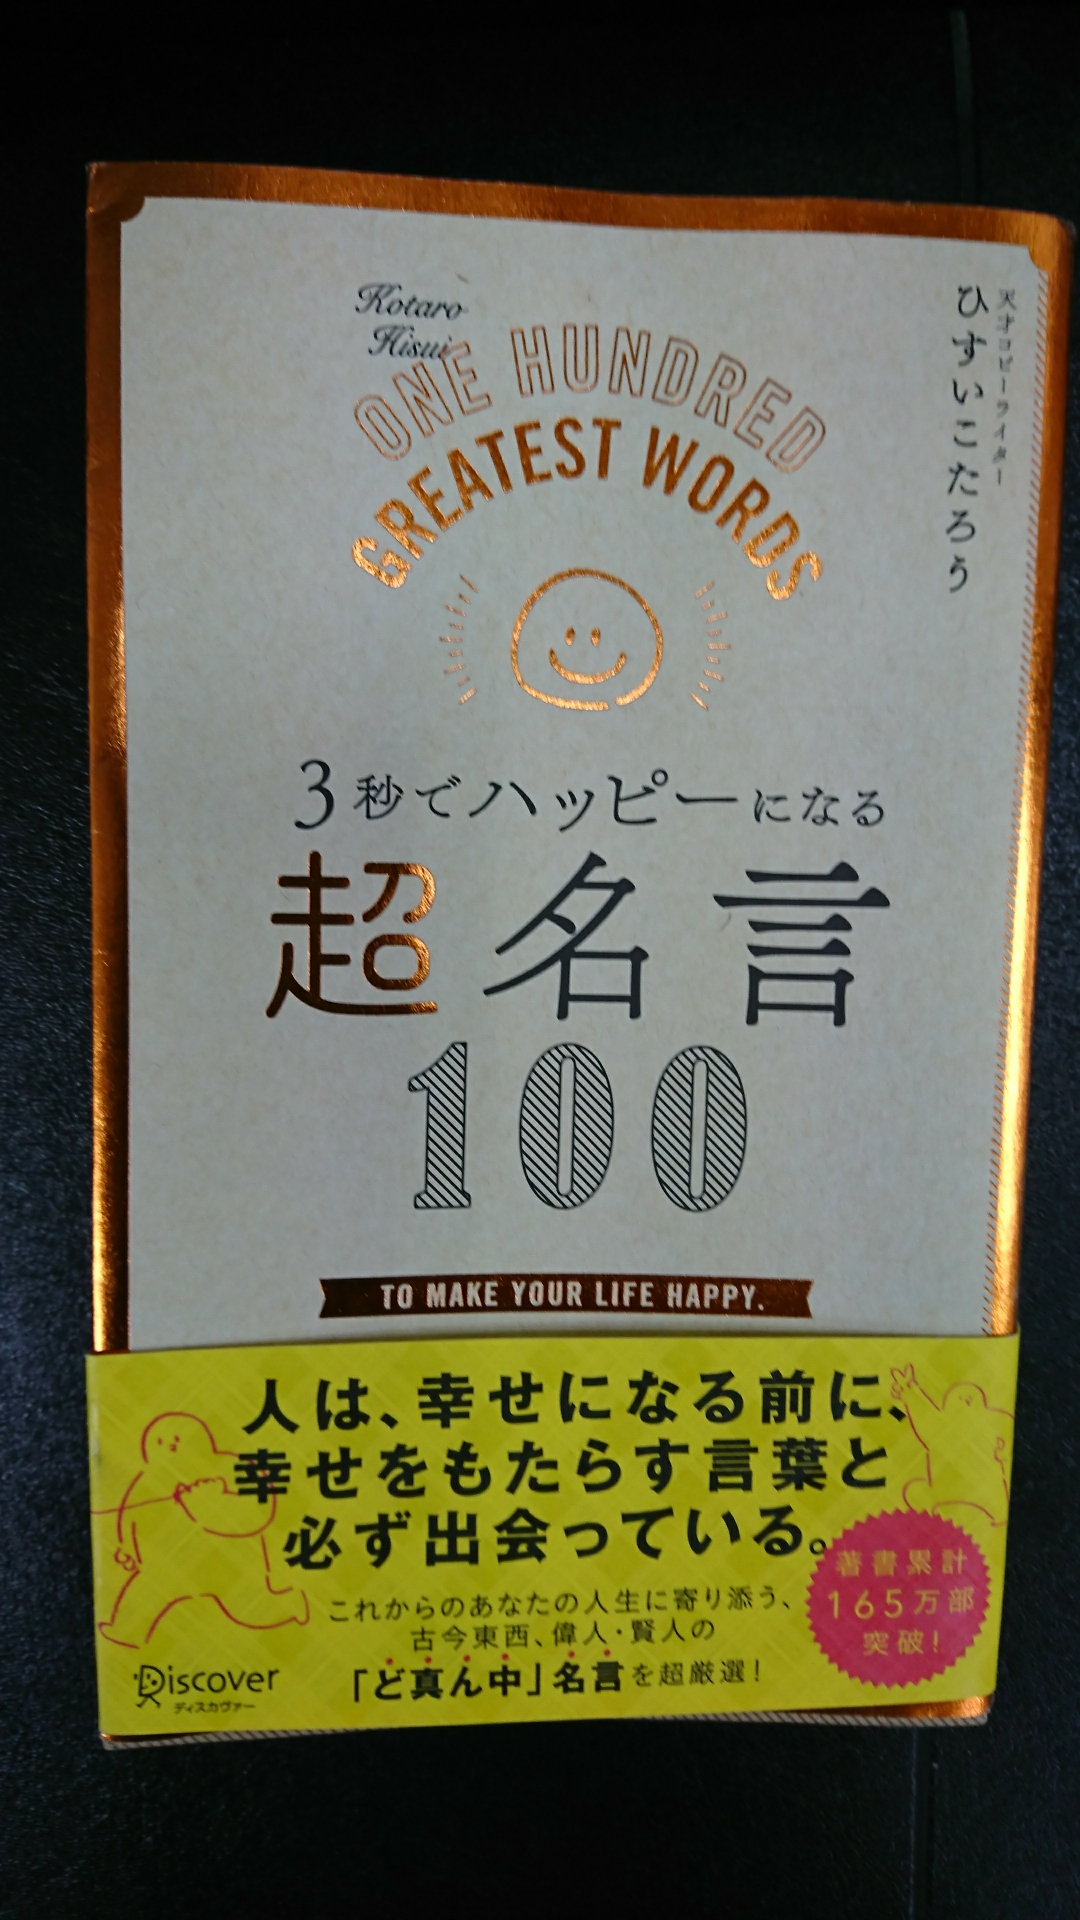 Kotaro
Hisui
天才コピーライター
ひすいこたろう
ONE HUNDRED
GREATEST WORDS
3秒でハッピーになる
超名言
100
TO MAKE YOUR LIFE HAPPY.
人は、幸せになる前に、
幸せをもたらす言葉と
必ず出会っている。
これからのあなたの人生に寄り添う、
古今東西、偉人・賢人の
「ど真ん中」名言を超厳選!
著書累計
165万部
突破!
Discover
ディスカヴァー